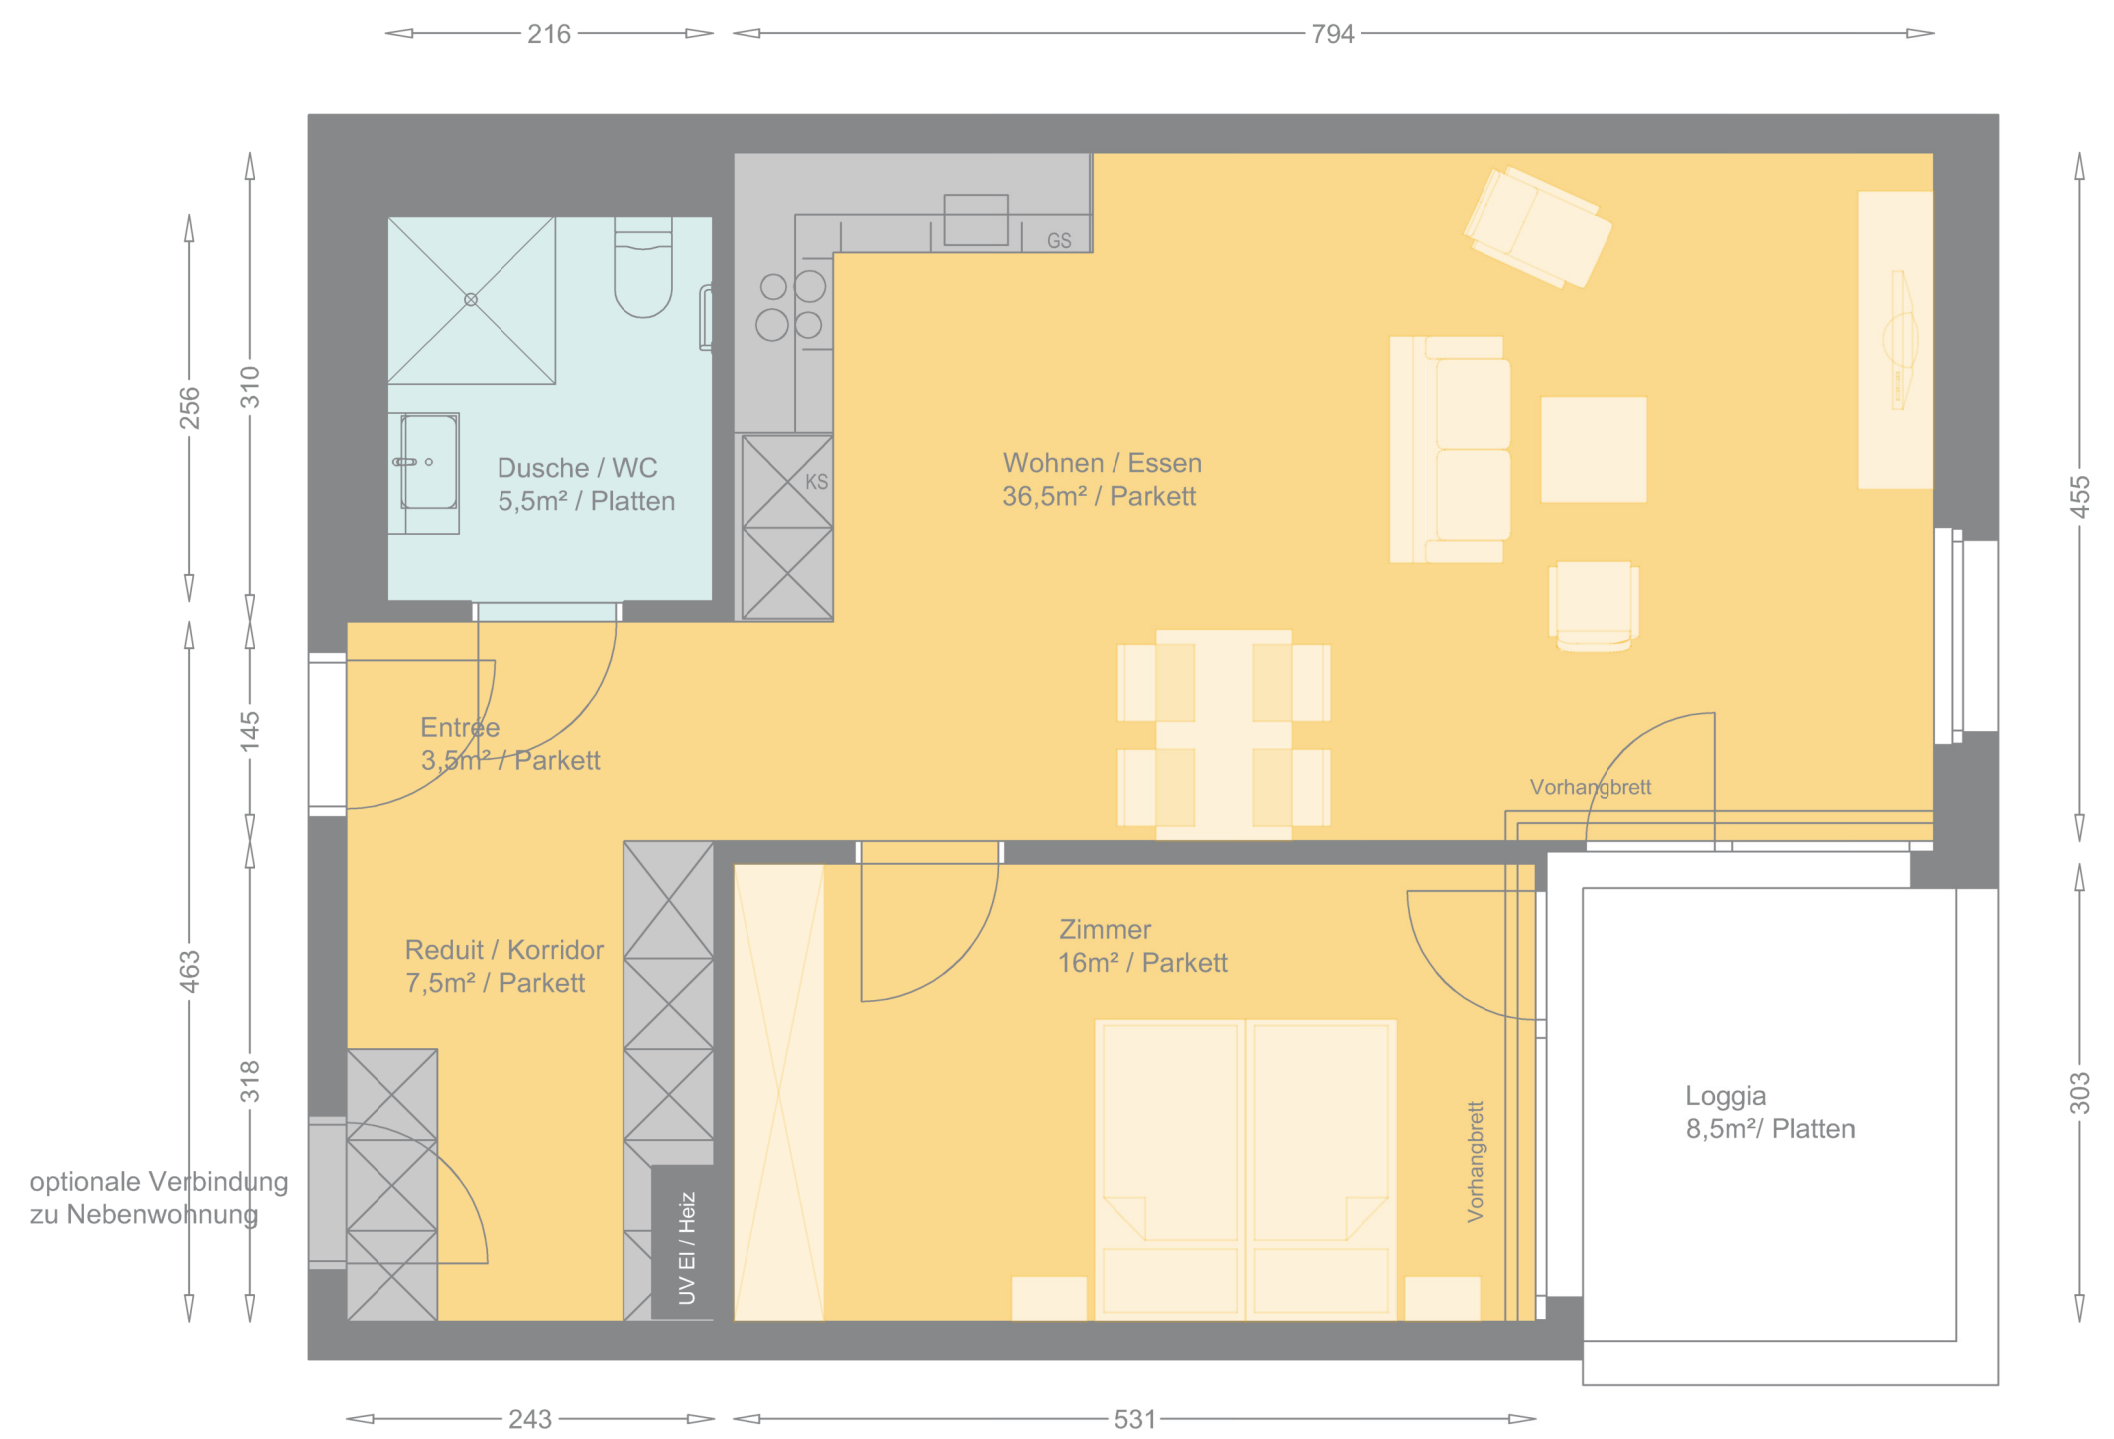 216
794
GS
256
310
KS
Dusche / WC
5,5m² / Platten
Wohnen / Essen
36,5m² / Parkett
455
145
Entrée
3,5m² / Parkett
Vorhangbrett
463
Reduit / Korridor
7,5m² / Parkett
Zimmer
16m² / Parkett
318
303
Loggia
8,5m²/ Platten
Vorhangbrett
optionale Verbindung
zu Nebenwohnung
UV El / Heiz
243
531